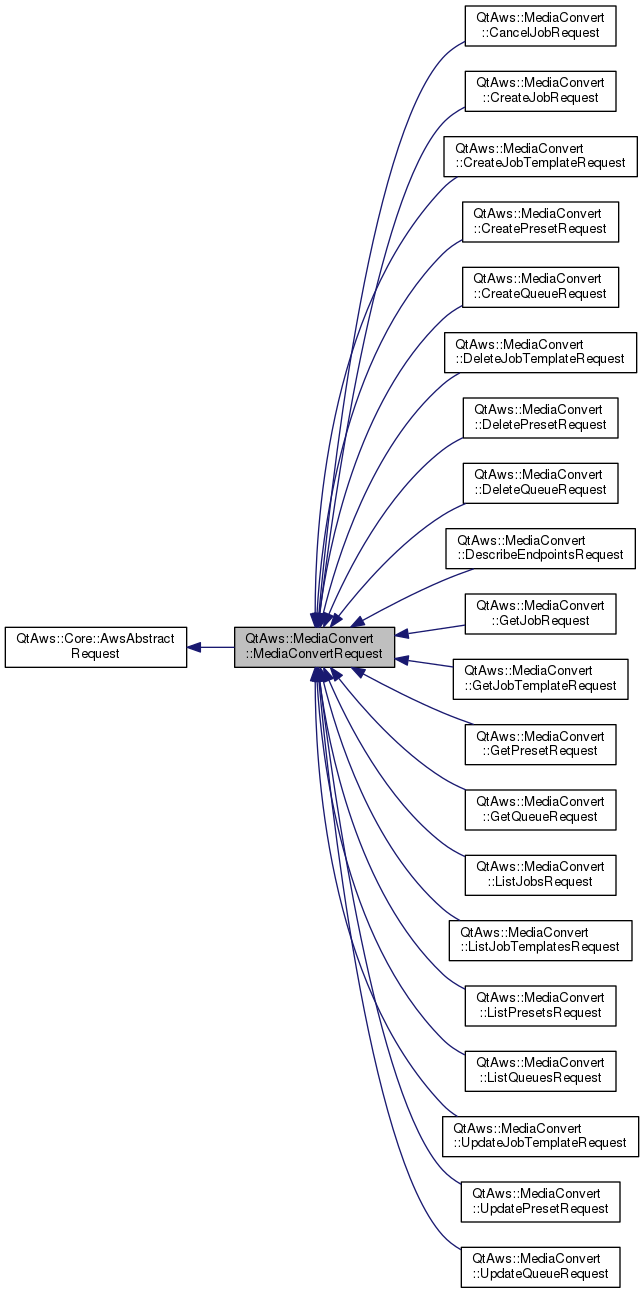 QtAws::MediaConvert
::CancelJobRequest
QtAws::MediaConvert
::CreateJobRequest
QtAws::MediaConvert
::CreateJobTemplateRequest
QtAws::MediaConvert
::CreatePresetRequest
QtAws::MediaConvert
::CreateQueueRequest
QtAws::MediaConvert
::DeleteJobTemplateRequest
QtAws::MediaConvert
::DeletePresetRequest
QtAws::MediaConvert
::DeleteQueueRequest
QtAws::MediaConvert
::DescribeEndpointsRequest
QtAws::MediaConvert
::GetJobRequest
QtAws::Core::AwsAbstract
Request
QtAws::MediaConvert
::MediaConvertRequest
QtAws::MediaConvert
::GetJobTemplateRequest
QtAws::MediaConvert
::GetPresetRequest
QtAws::MediaConvert
::GetQueueRequest
QtAws::MediaConvert
::ListJobsRequest
QtAws::MediaConvert
::ListJobTemplatesRequest
QtAws::MediaConvert
::ListPresetsRequest
QtAws::MediaConvert
::ListQueuesRequest
QtAws::MediaConvert
::UpdateJobTemplateRequest
QtAws::MediaConvert
::UpdatePresetRequest
QtAws::MediaConvert
::UpdateQueueRequest